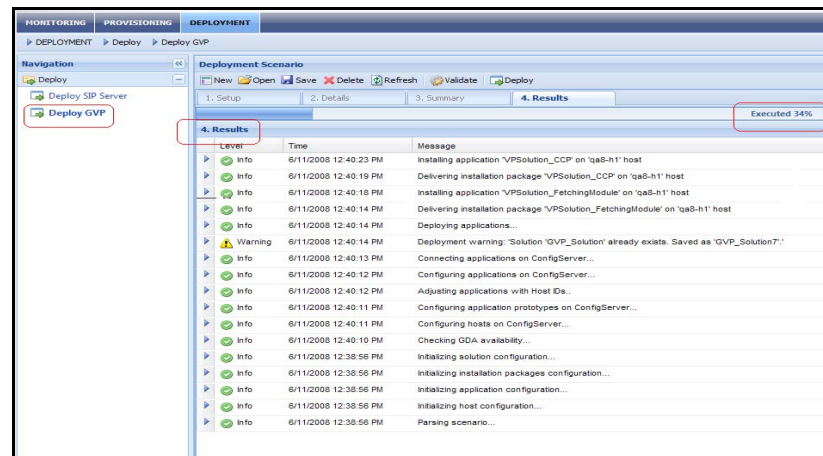 MONITORING PROVISIONING DEPLOYMENT
DEPLOYMENT Deploy Deploy GVP
Navigation
Deploy
Deploy SIP Server
Deploy GVP
Deployment Scenario
New Open Save Delete Refresh Validate Deploy
1. Setup 2. Details 3. Summary 4. Results
Executed 34%
4. Results
Level Time Message
Info 6/11/2008 12:40:23 PM Installing application 'VPSolution_CCP' on 'qa8-h1' host
Info 6/11/2008 12:40:19 PM Delivering installation package 'VPSolution_CCP' on 'qa8-h1' host
Info 6/11/2008 12:40:18 PM Installing application 'VPSolution_FetchingModule' on 'qa8-h1' host
Info 6/11/2008 12:40:14 PM Delivering installation package 'VPSolution_FetchingModule' on 'qa8-h1' host
Info 6/11/2008 12:40:14 PM Deploying applications...
Warning 6/11/2008 12:40:14 PM Deployment warning: 'Solution 'GVP_Solution' already exists. Saved as 'GVP_Solution7'.'
Info 6/11/2008 12:40:13 PM Connecting applications on ConfigServer...
Info 6/11/2008 12:40:12 PM Configuring applications on ConfigServer...
Info 6/11/2008 12:40:12 PM Adjusting applications with Host IDs..
Info 6/11/2008 12:40:11 PM Configuring application prototypes on ConfigServer...
Info 6/11/2008 12:40:11 PM Configuring hosts on ConfigServer...
Info 6/11/2008 12:40:10 PM Checking GDA availability...
Info 6/11/2008 12:38:56 PM Initializing solution configuration...
Info 6/11/2008 12:38:56 PM Initializing installation packages configuration...
Info 6/11/2008 12:38:56 PM Initializing application configuration...
Info 6/11/2008 12:38:56 PM Initializing host configuration...
Info 6/11/2008 12:38:56 PM Parsing scenario...